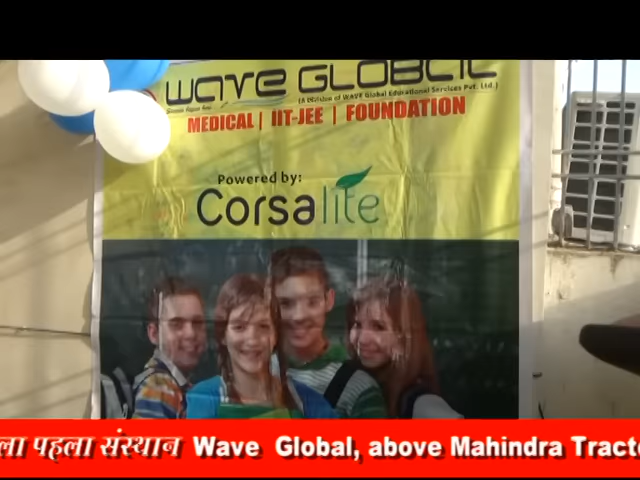 WAVE GLOBAL
(A Division of WAVE Global Educational Services Pvt. Ltd.)
MEDICAL | IIT-JEE | FOUNDATION
Powered by:
Corsalite
ला पहला संस्थान Wave Global, above Mahindra Tracto